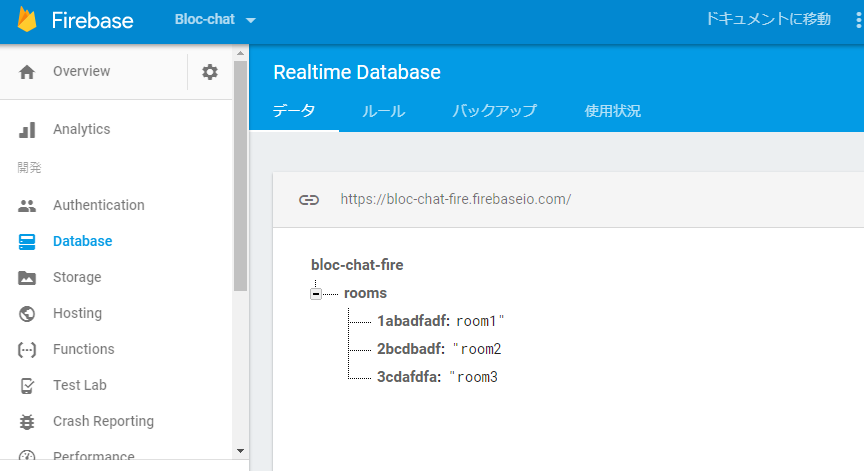 Firebase
Bloc-chat
ドキュメントに移動
Overview
Analytics
開発
Authentication
Database
Storage
Hosting
Functions
Test Lab
Crash Reporting
Performance
Realtime Database
データ
ルール
バックアップ
使用状況
https://bloc-chat-fire.firebaseio.com/
bloc-chat-fire
rooms
1abadfadf: room1"
2bcdbadf: "room2
3cdafdfa: "room3